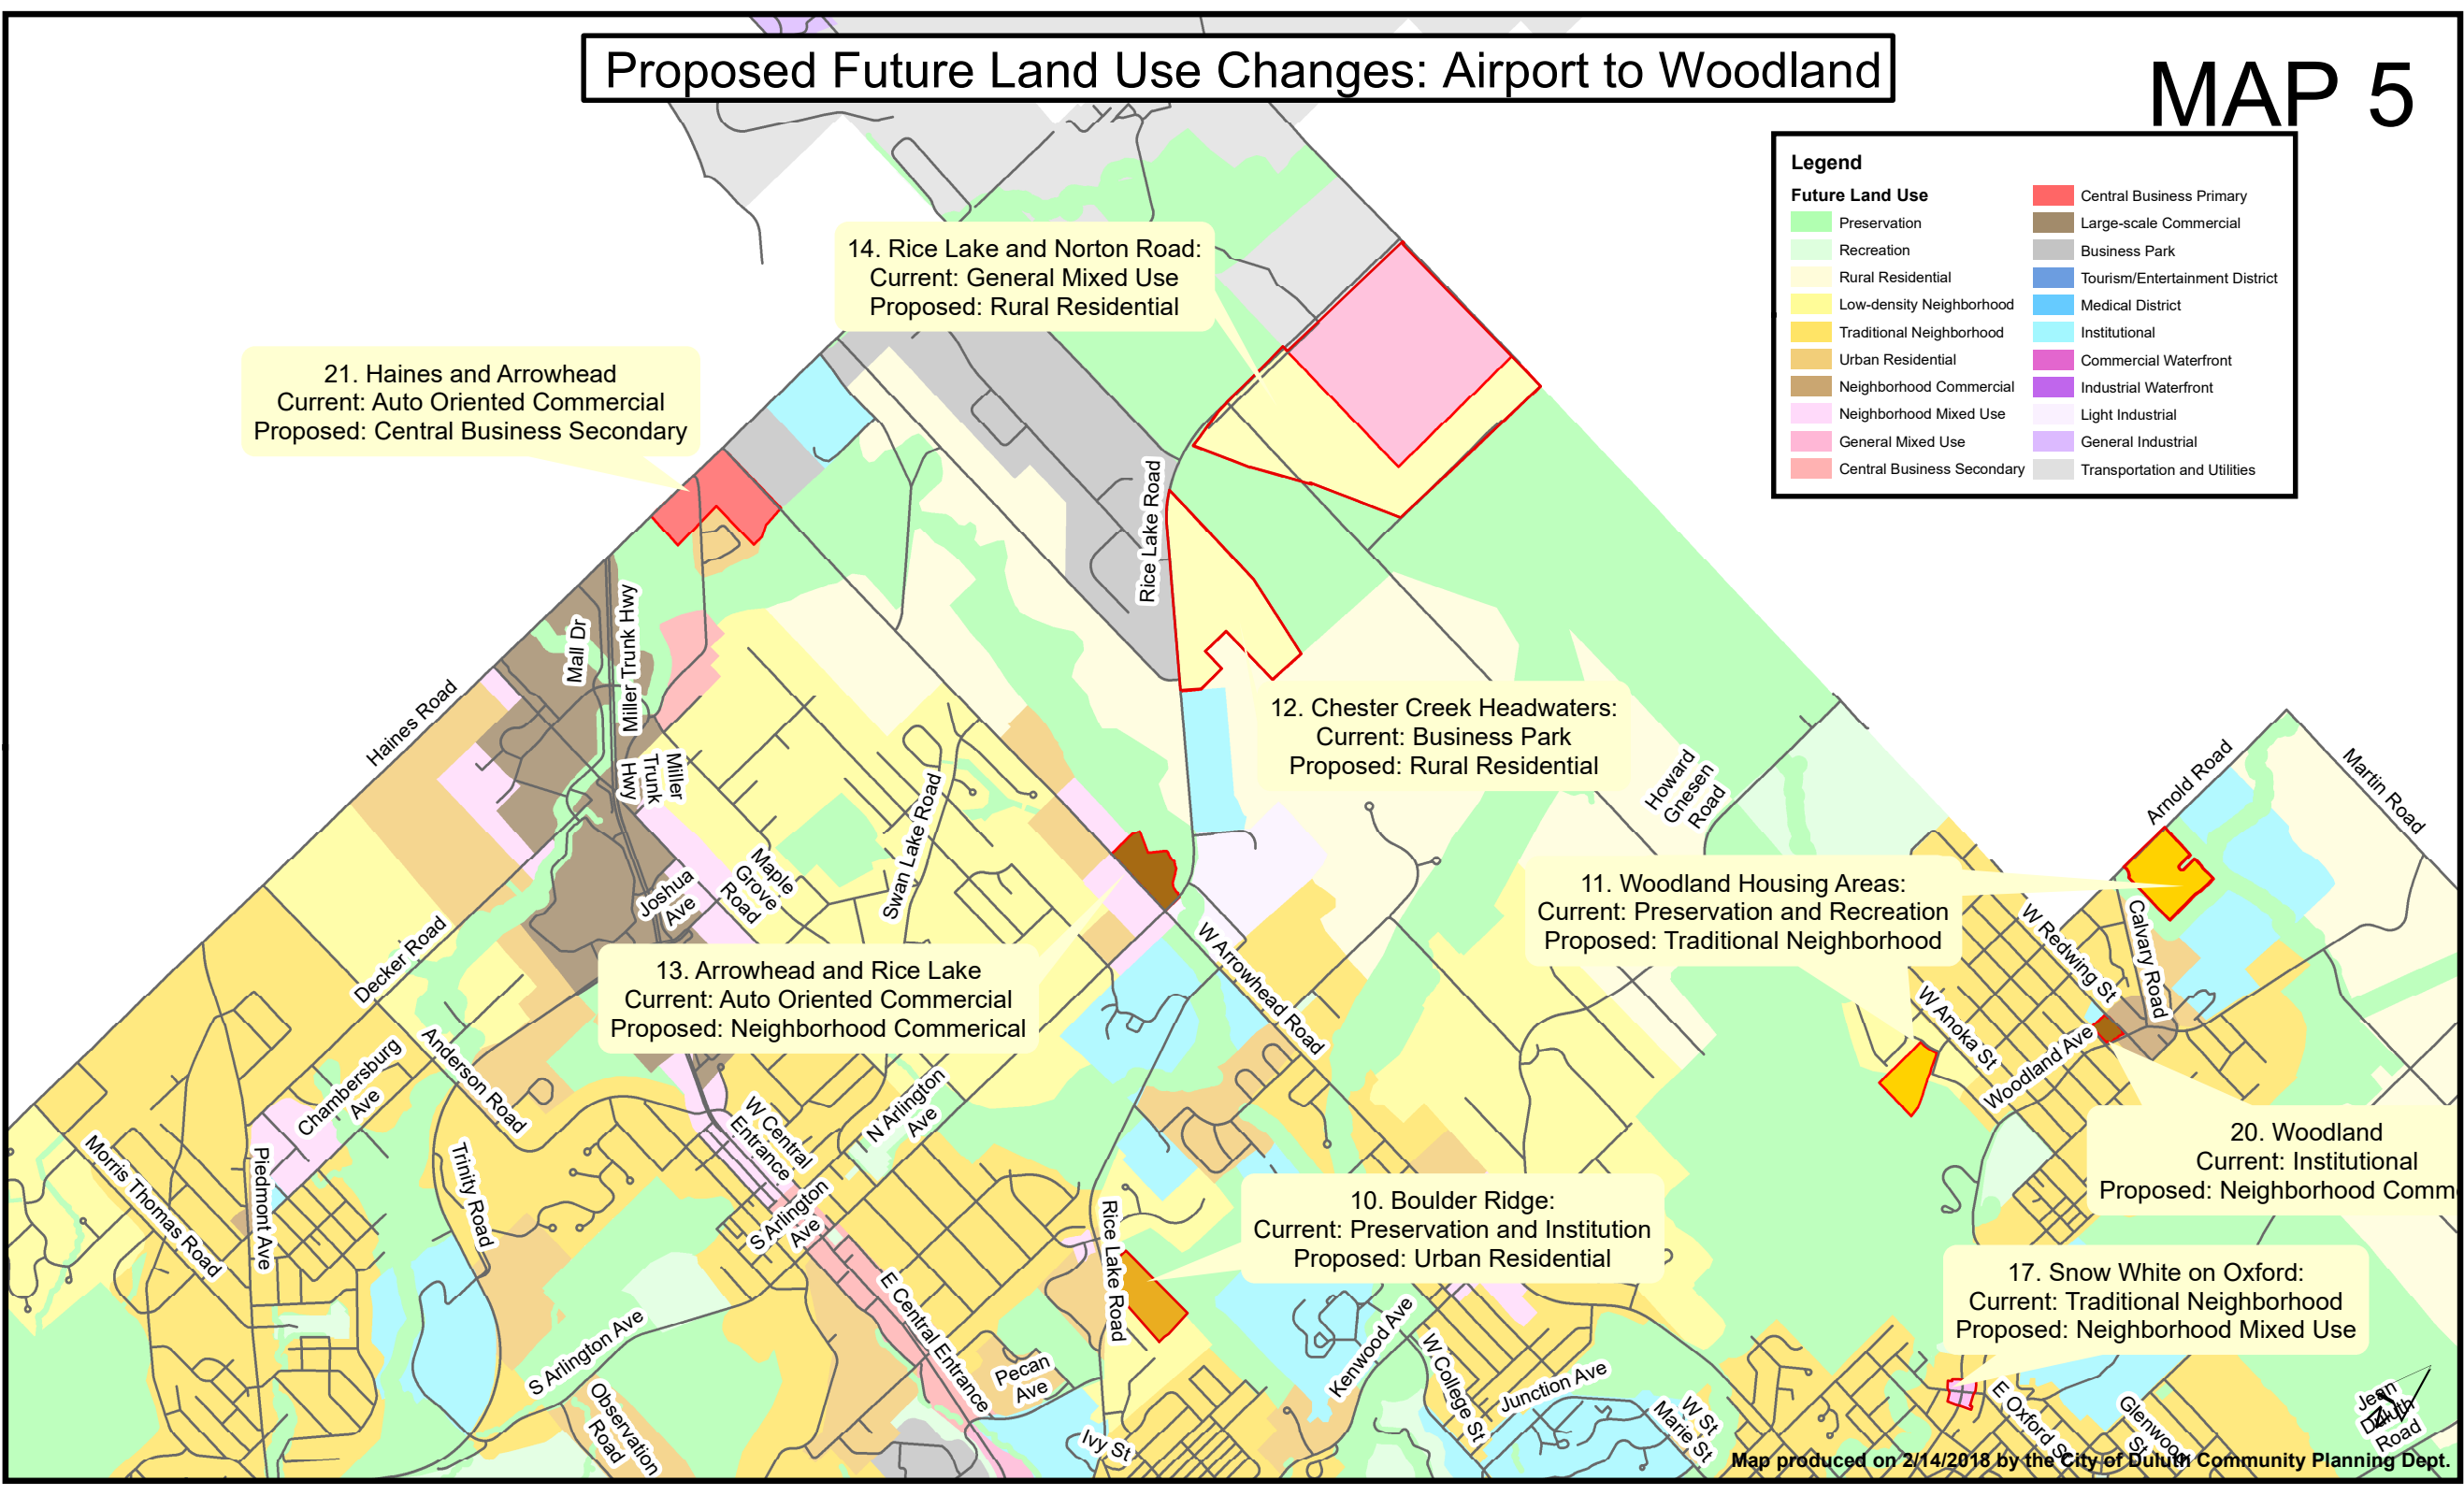 Proposed Future Land Use Changes: Airport to Woodland
MAP 5
Legend
Future Land Use
Preservation
Recreation
Rural Residential
Low-density Neighborhood
Traditional Neighborhood
Urban Residential
Neighborhood Commercial
Neighborhood Mixed Use
General Mixed Use
Central Business Secondary
Central Business Primary
Large-scale Commercial
Business Park
Tourism/Entertainment District
Medical District
Institutional
Commercial Waterfront
Industrial Waterfront
Light Industrial
General Industrial
Transportation and Utilities
14. Rice Lake and Norton Road:
Current: General Mixed Use
Proposed: Rural Residential
21. Haines and Arrowhead
Current: Auto Oriented Commercial
Proposed: Central Business Secondary
Rice Lake Road
Mall Dr
Miller Trunk Hwy
Haines Road
Miller
Trunk
Hwy
12. Chester Creek Headwaters:
Current: Business Park
Proposed: Rural Residential
Howard
Gnesen
Road
Arnold Road
Martin Road
Swan Lake Road
Maple
Grove
Road
Joshua
Ave
Decker Road
11. Woodland Housing Areas:
Current: Preservation and Recreation
Proposed: Traditional Neighborhood
W Redwing St
Calvary Road
13. Arrowhead and Rice Lake
Current: Auto Oriented Commercial
Proposed: Neighborhood Commerical
W Arrowhead Road
W Anoka St
Woodland Ave
Anderson Road
Chambersburg
Ave
N Arlington
Ave
W Central
Entrance
20. Woodland
Current: Institutional
Proposed: Neighborhood Comm
Morris Thomas Road
Piedmont Ave
Trinity Road
S Arlington
Ave
Rice Lake Road
10. Boulder Ridge:
Current: Preservation and Institution
Proposed: Urban Residential
17. Snow White on Oxford:
Current: Traditional Neighborhood
Proposed: Neighborhood Mixed Use
E Central Entrance
S Arlington Ave
Observation
Road
Pecan
Ave
Ivy St
Kenwood Ave
W College St
Junction Ave
W St
Marie St
E
Oxford St
Glenwood
St
Jean
Duluth
Road
Map produced on 2/14/2018 by the City of Duluth Community Planning Dept.